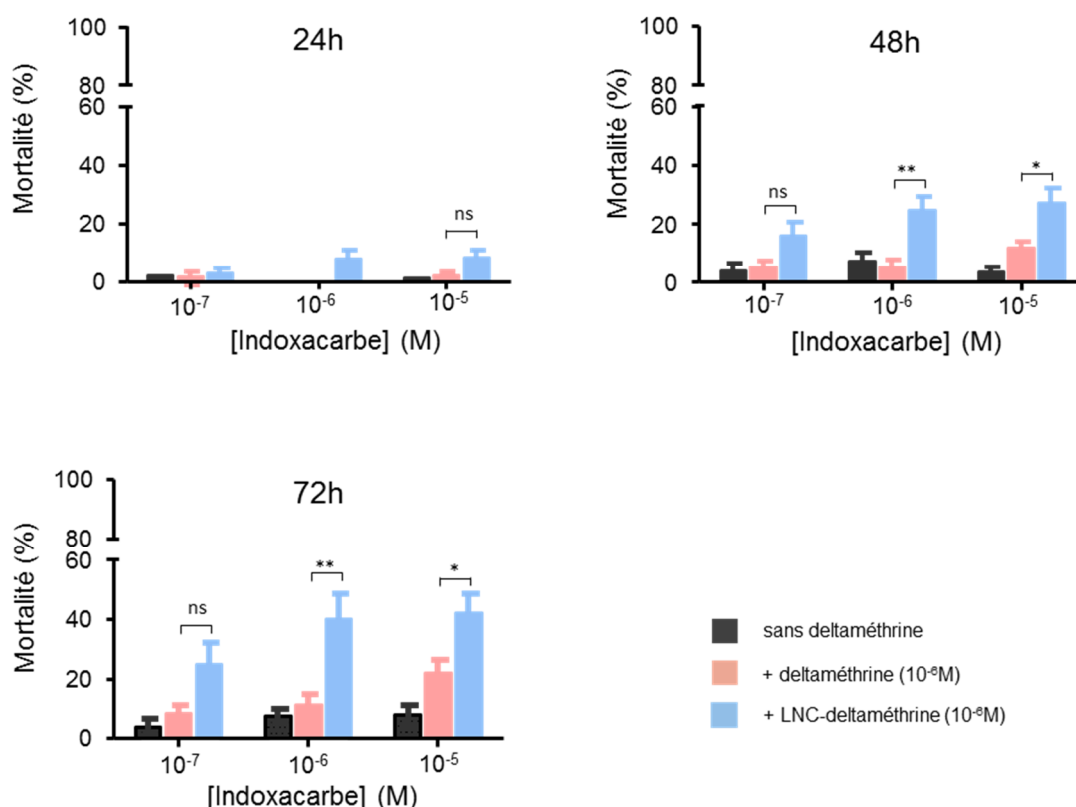 24h
Mortalité (%)
100
80
60
40
20
0
ns
10⁻⁷
10⁻⁶
10⁻⁵
[Indoxacarbe] (M)
48h
Mortalité (%)
100
80
60
40
20
0
ns
**
*
10⁻⁷
10⁻⁶
10⁻⁵
[Indoxacarbe] (M)
72h
Mortalité (%)
100
80
60
40
20
0
ns
**
*
10⁻⁷
10⁻⁶
10⁻⁵
[Indoxacarbe] (M)
sans deltaméthrine
+ deltaméthrine (10⁻⁶M)
+ LNC-deltaméthrine (10⁻⁶M)